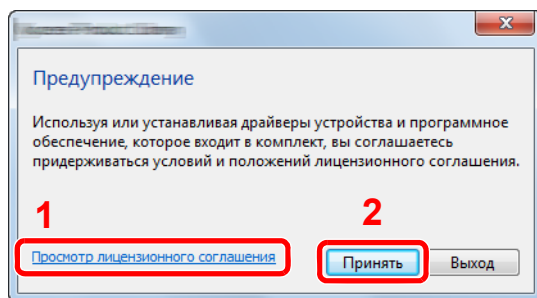 Предупреждение
Используя или устанавливая драйверы устройства и программное
обеспечение, которое входит в комплект, вы соглашаетесь
придерживаться условий и положений лицензионного соглашения.
1
2
Просмотр лицензионного соглашения
Принять
Выход